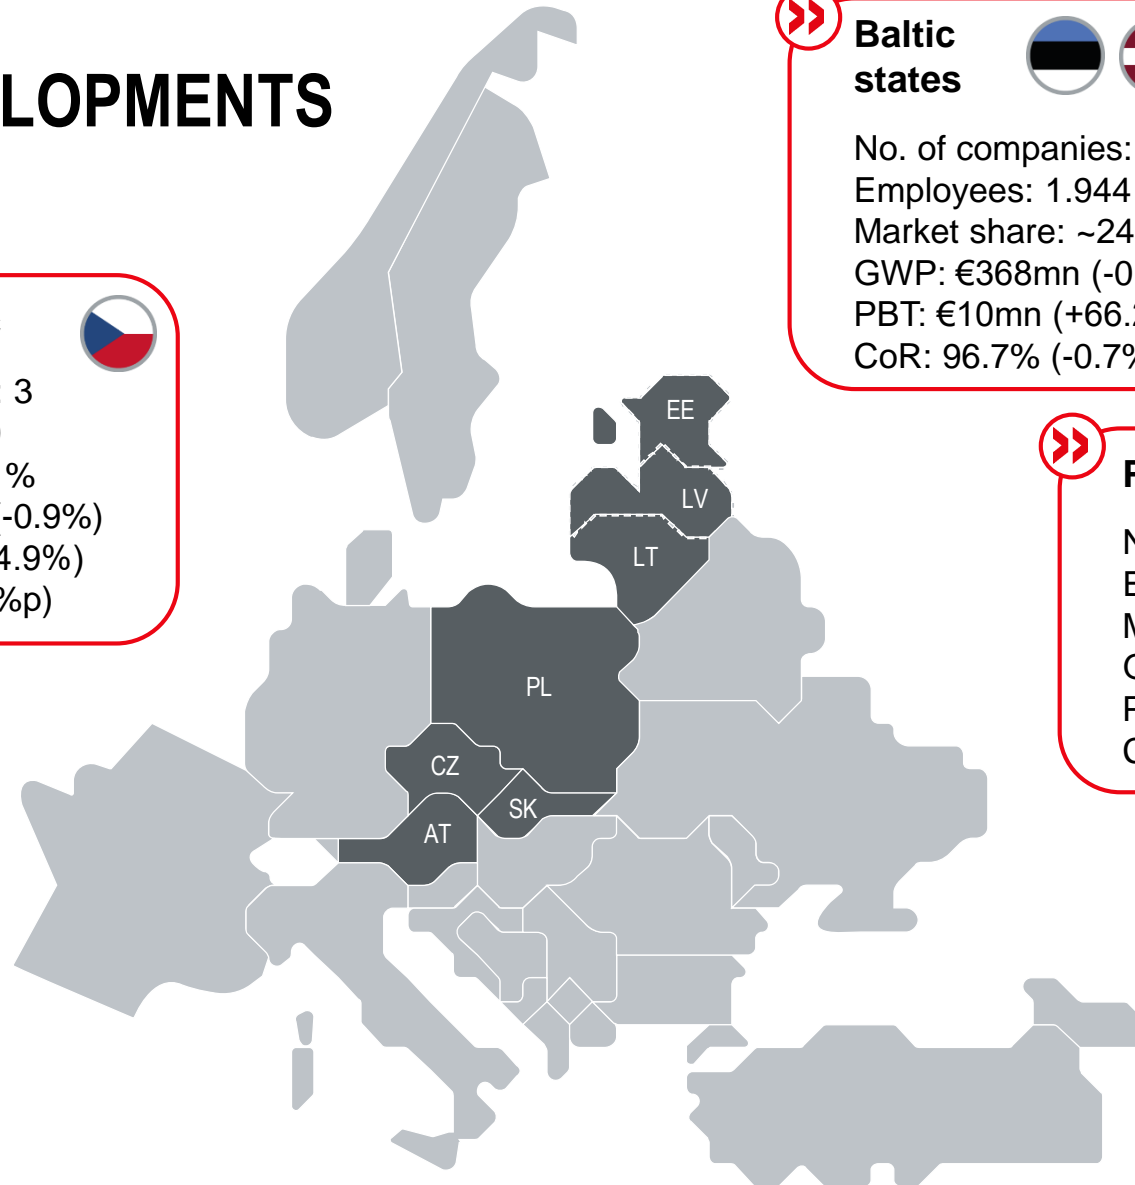 LOPMENTS
Baltic
states
No. of companies:
Employees: 1.944
Market share: ~24
GWP: €368mn (-0
PBT: €10mn (+66.
CoR: 96.7% (-0.7%
3
%
(-0.9%)
4.9%)
%p)
EE
LV
LT
PL
CZ
SK
AT